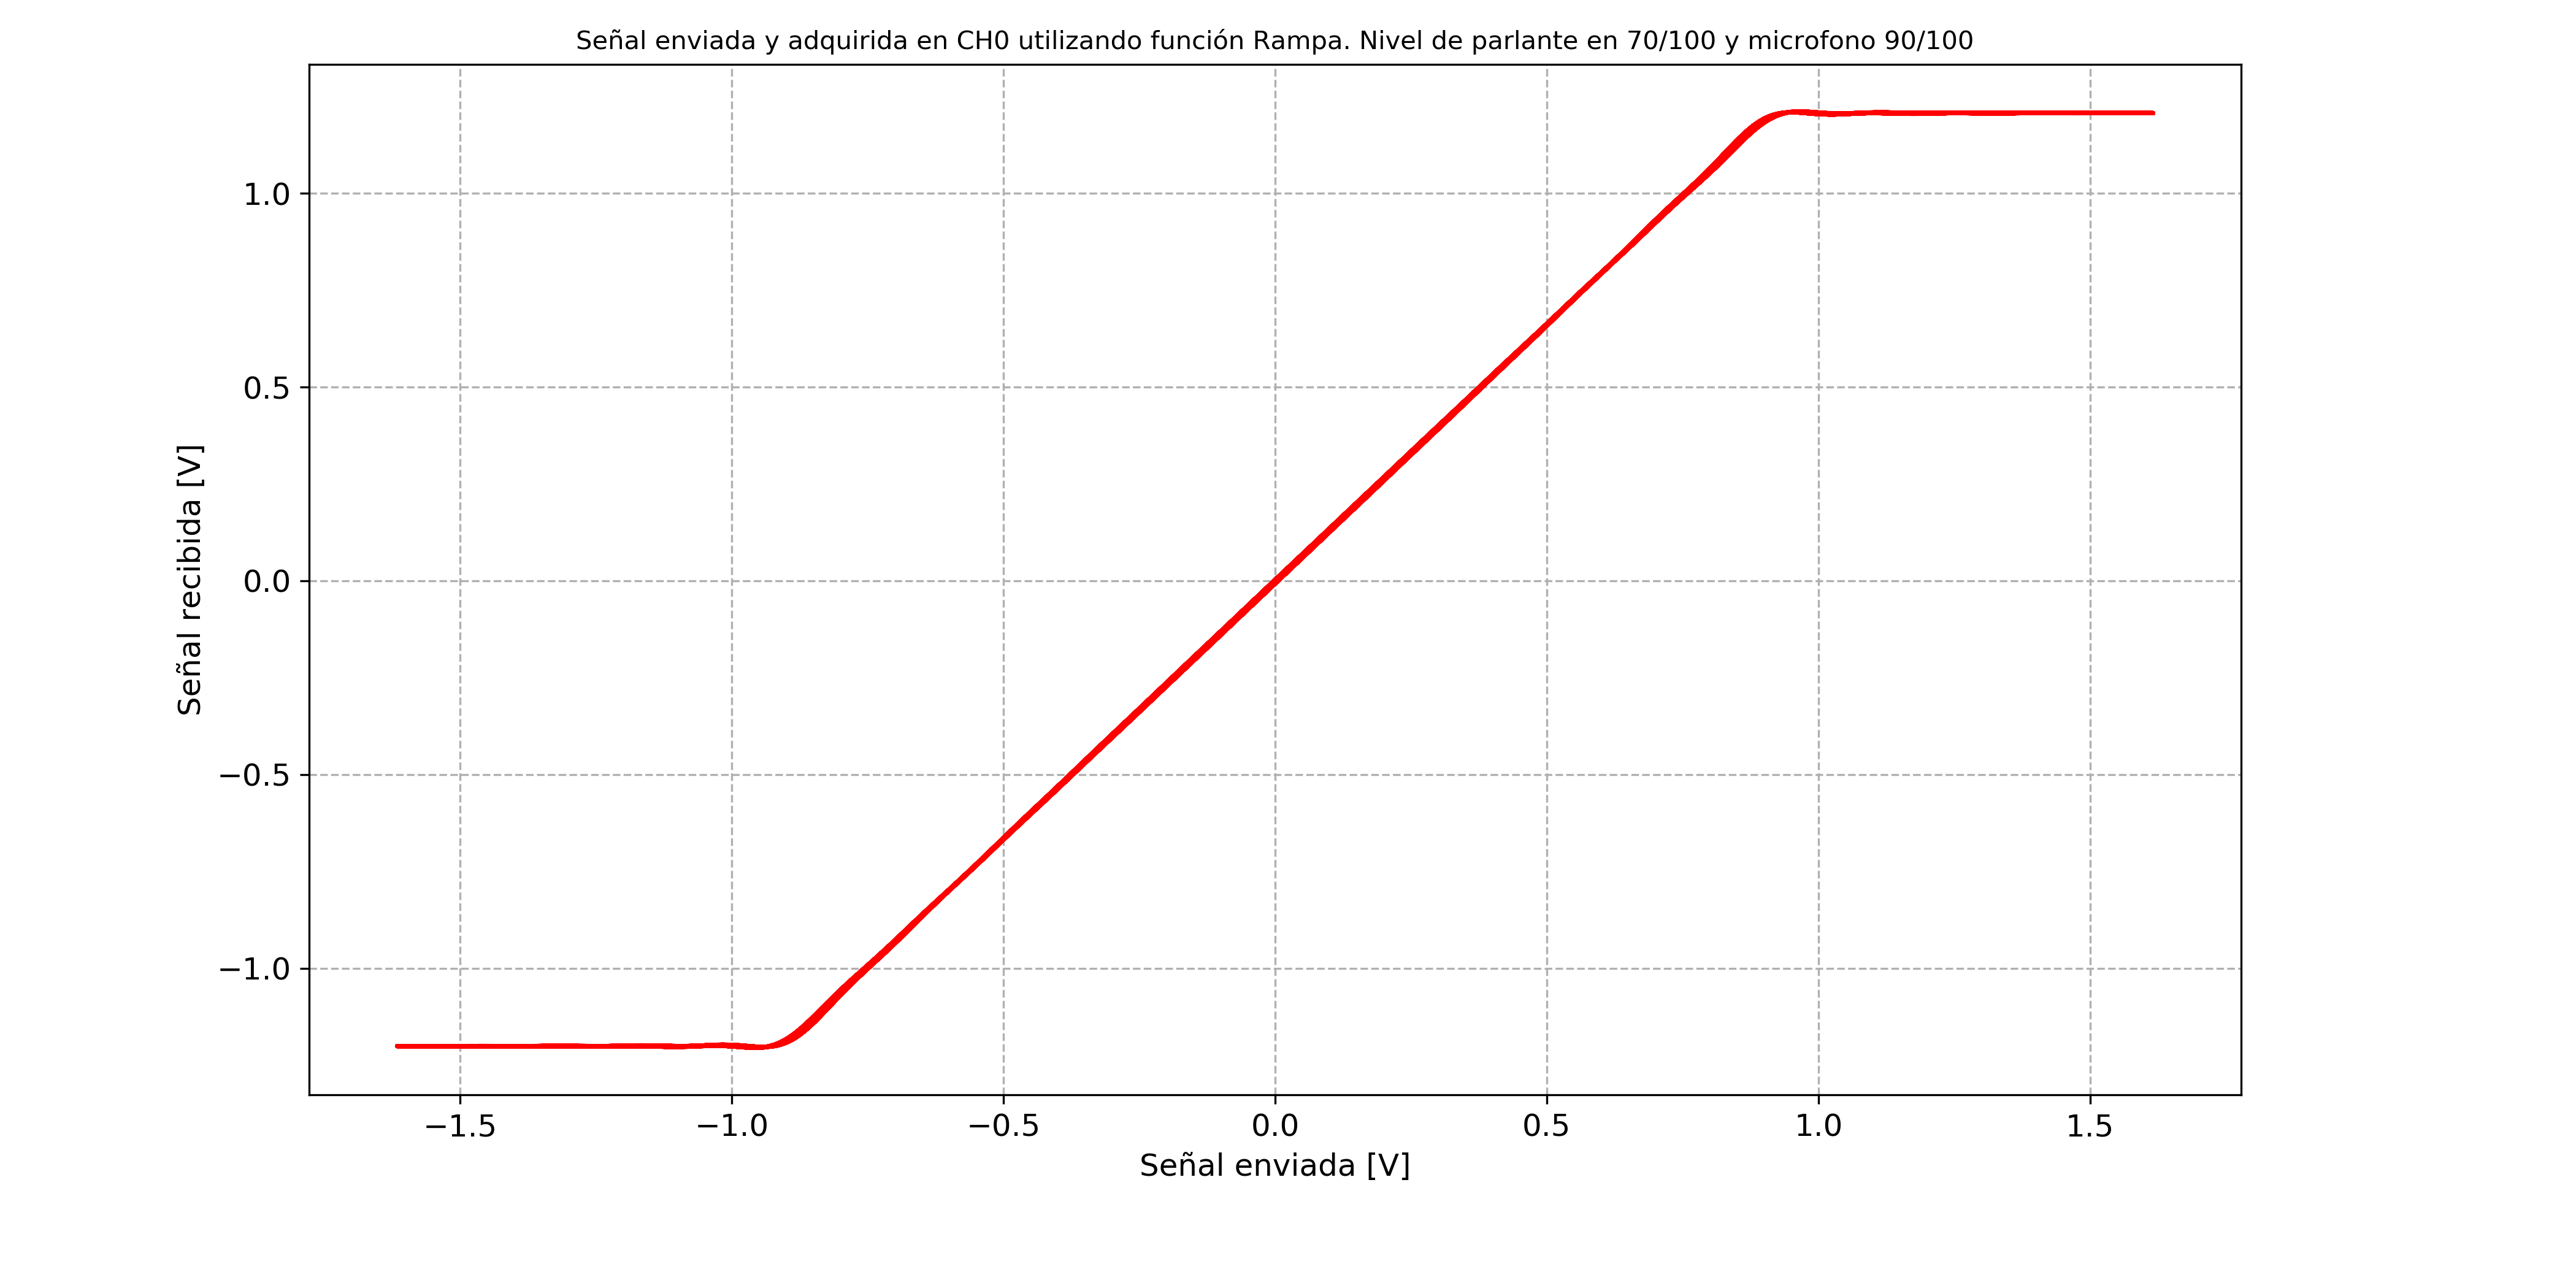 Señal enviada y adquirida en CH0 utilizando función Rampa. Nivel de parlante en 70/100 y microfono 90/100
1.0
0.5
0.0
−0.5
−1.0
Señal recibida [V]
−1.5 −1.0 −0.5 0.0 0.5 1.0 1.5
Señal enviada [V]